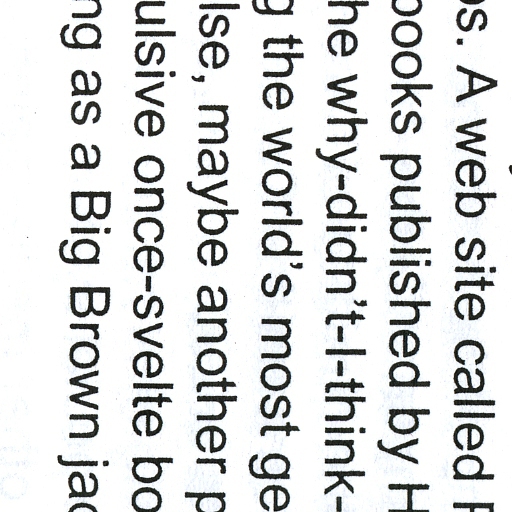 os. A web site called F
books published by H
he why-didn't-I-think-
g the world's most ge
lse, maybe another p
ulsive once-svelte bo
ng as a Big Brown jac